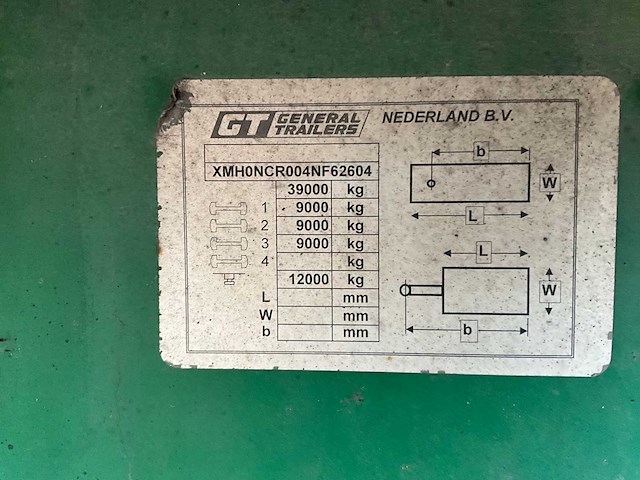 GT GENERAL TRAILERS NEDERLAND B.V.
XMH0NCR004NF62604
39000 kg
1 9000 kg
2 9000 kg
3 9000 kg
4 kg
12000 kg
L mm
W mm
b mm
b
W
L
L
W
b